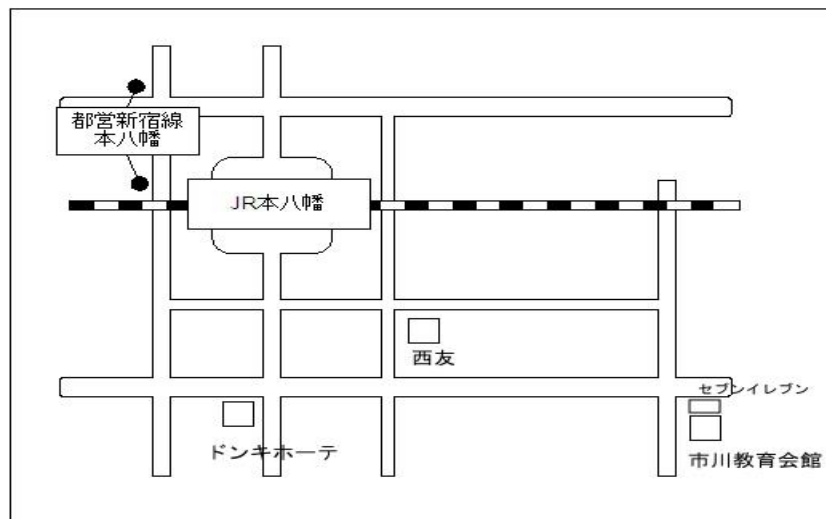 都営新宿線
本八幡
JR本八幡
西友
セブンイレブン
ドンキホーテ
市川教育会館